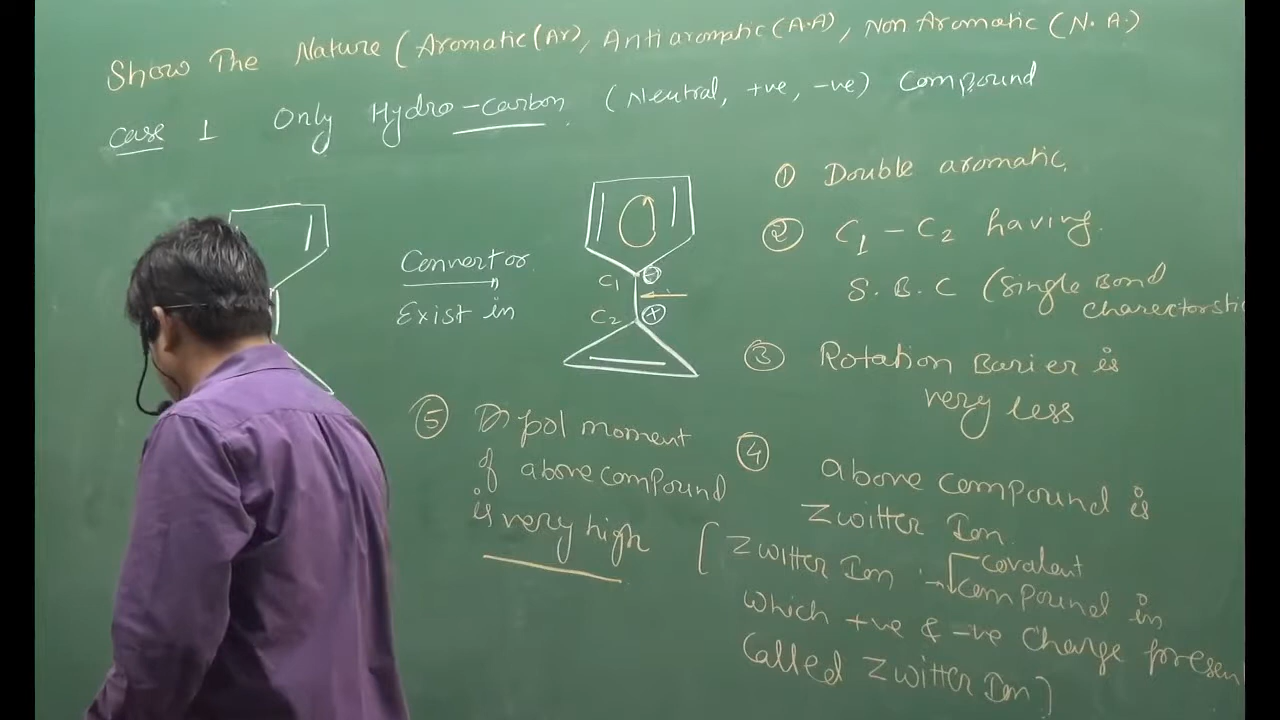 Show The Nature (Aromatic(Ar), Antiaromatic(A.A), Non Aromatic (N.A.)
Case 1 Only Hydro-Carbon (Neutral, +ve, -ve) Compound
Convertor
Exist in
C1 ⊖
C2 ⊕
① Double aromatic.
② C1 - C2 having.
S.B.C (Single Bond
charectorstic
③ Rotation Barier is
very less
④ above compound is
Zwitter Ion.
[Zwitter Ion :→ covalent
compound in
which +ve & -ve Charge presen
Called Zwitter Ion]
⑤ Dipol moment
of above compound
is very high